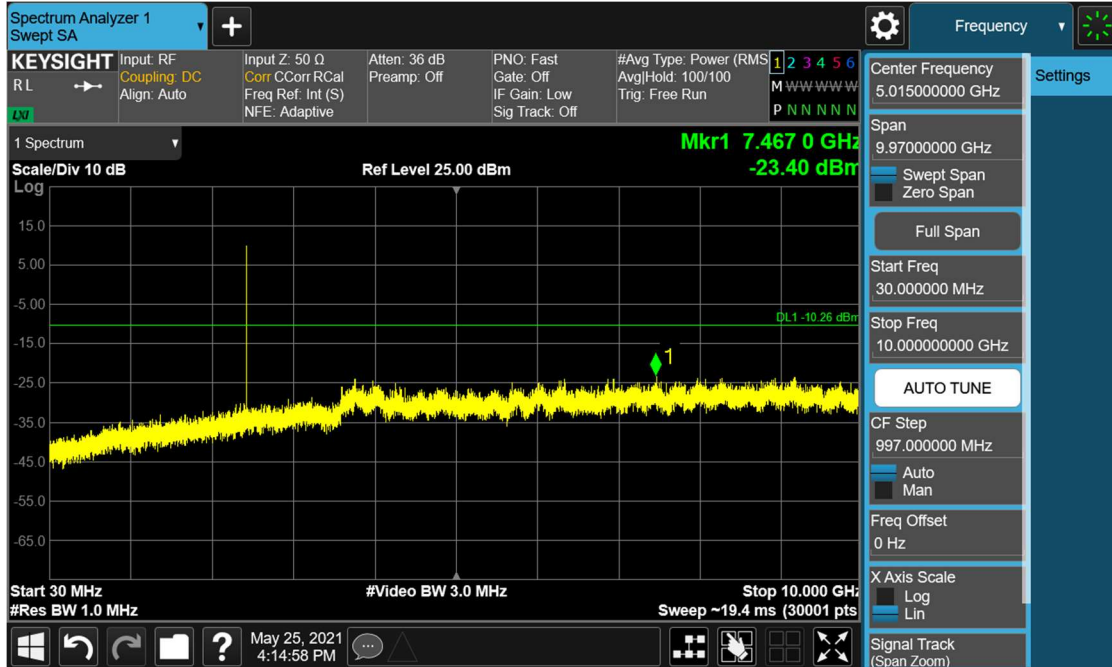 Spectrum Analyzer 1
Swept SA
Frequency
KEYSIGHT
R L
LXI
Input: RF
Coupling: DC
Align: Auto
Input Z: 50 Ω
Corr CCorr RCal
Freq Ref: Int (S)
NFE: Adaptive
Atten: 36 dB
Preamp: Off
PNO: Fast
Gate: Off
IF Gain: Low
Sig Track: Off
#Avg Type: Power (RMS
Avg|Hold: 100/100
Trig: Free Run
1 2 3 4 5 6
M W W W W W
P N N N N N
1 Spectrum
Scale/Div 10 dB
Ref Level 25.00 dBm
Mkr1 7.467 0 GHz
-23.40 dBm
Log
15.0
5.00
-5.00
-15.0
-25.0
-35.0
-45.0
-55.0
-65.0
DL1 -10.26 dBm
1
Start 30 MHz
#Video BW 3.0 MHz
Stop 10.000 GHz
#Res BW 1.0 MHz
Sweep ~19.4 ms (30001 pts
?
May 25, 2021
4:14:58 PM
Center Frequency
5.015000000 GHz
Span
9.97000000 GHz
Swept Span
Zero Span
Full Span
Start Freq
30.000000 MHz
Stop Freq
10.000000000 GHz
AUTO TUNE
CF Step
997.000000 MHz
Auto
Man
Freq Offset
0 Hz
X Axis Scale
Log
Lin
Signal Track
(Span Zoom)
Settings